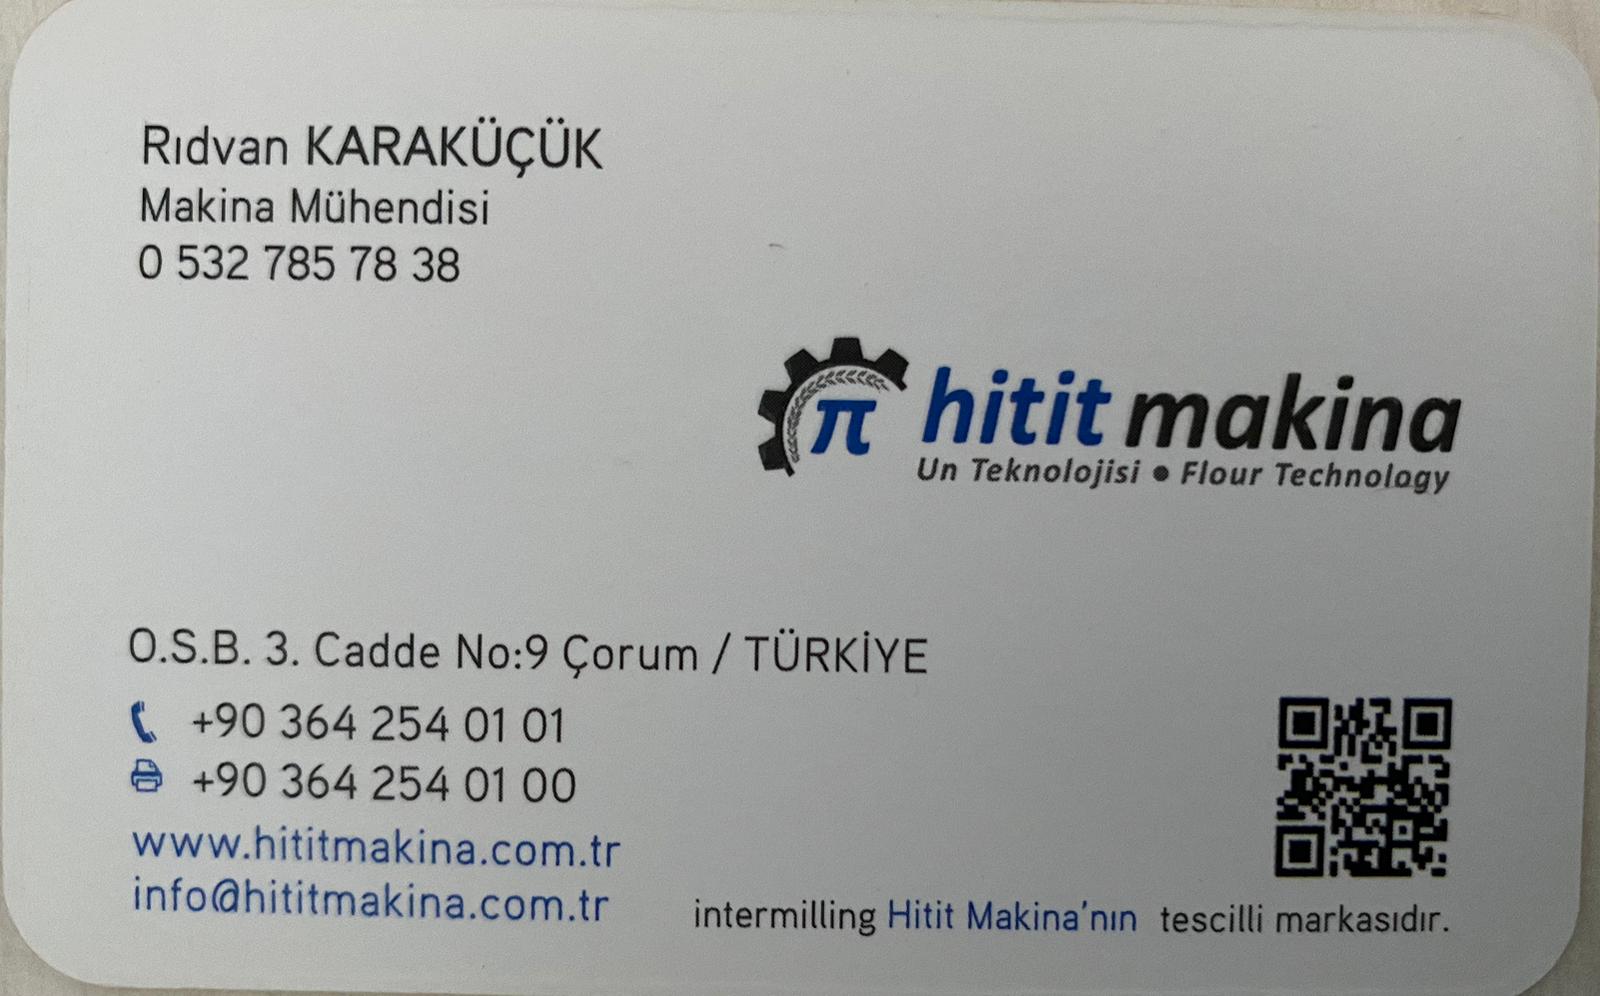 Rıdvan KARAKÜÇÜK
Makina Mühendisi
0 532 785 78 38
π hitit makina
Un Teknolojisi • Flour Technology
O.S.B. 3. Cadde No:9 Çorum / TÜRKİYE
+90 364 254 01 01
+90 364 254 01 00
www.hititmakina.com.tr
info@hititmakina.com.tr
intermilling Hitit Makina'nın tescilli markasıdır.